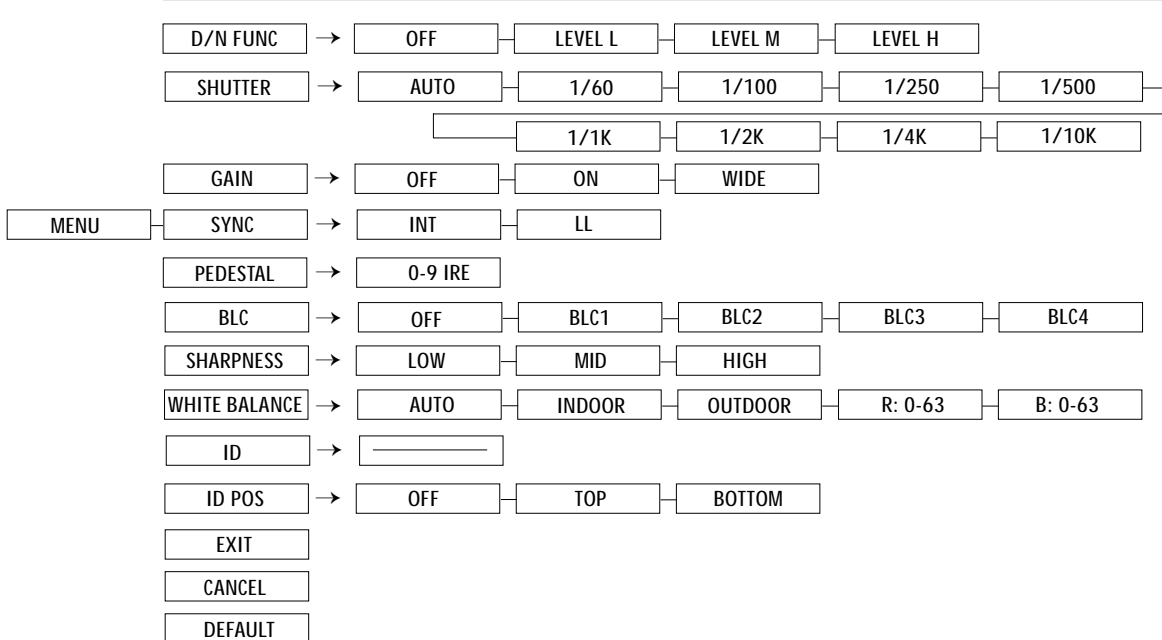 D/N FUNC → OFF LEVEL L LEVEL M LEVEL H
SHUTTER → AUTO 1/60 1/100 1/250 1/500
1/1K 1/2K 1/4K 1/10K
GAIN → OFF ON WIDE
MENU SYNC → INT LL
PEDESTAL → 0-9 IRE
BLC → OFF BLC1 BLC2 BLC3 BLC4
SHARPNESS → LOW MID HIGH
WHITE BALANCE → AUTO INDOOR OUTDOOR R: 0-63 B: 0-63
ID →
ID POS → OFF TOP BOTTOM
EXIT
CANCEL
DEFAULT